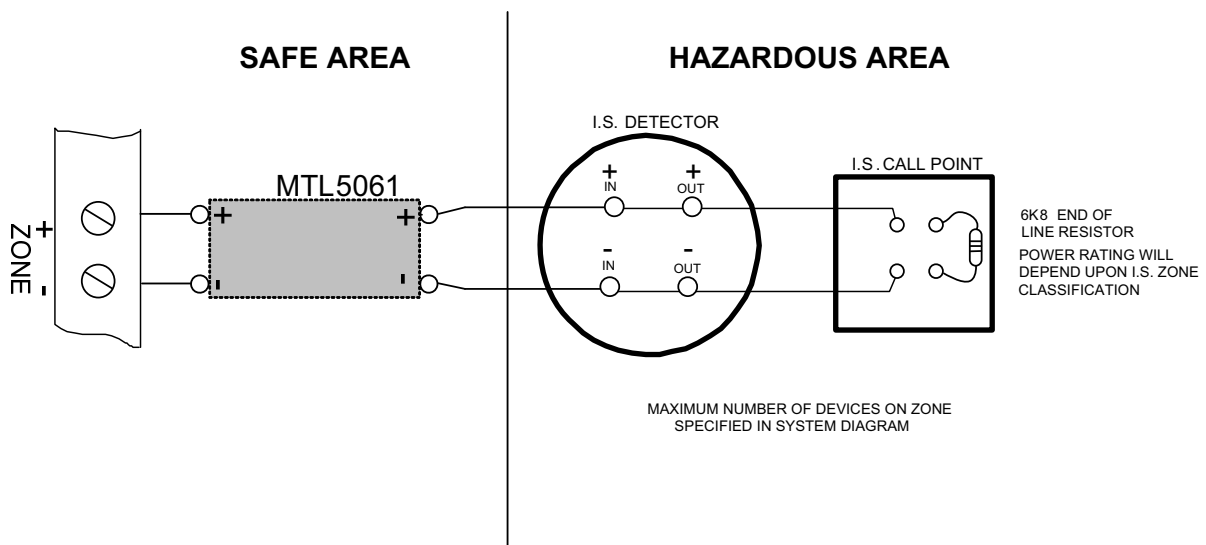 SAFE AREA
HAZARDOUS AREA
I.S. DETECTOR
I.S.CALL POINT
MTL5061
+
ZONE
-
+
+
-
-
+
+
IN
OUT
-
-
IN
OUT
6K8 END OF
LINE RESISTOR
POWER RATING WILL
DEPEND UPON I.S. ZONE
CLASSIFICATION
MAXIMUM NUMBER OF DEVICES ON ZONE
SPECIFIED IN SYSTEM DIAGRAM